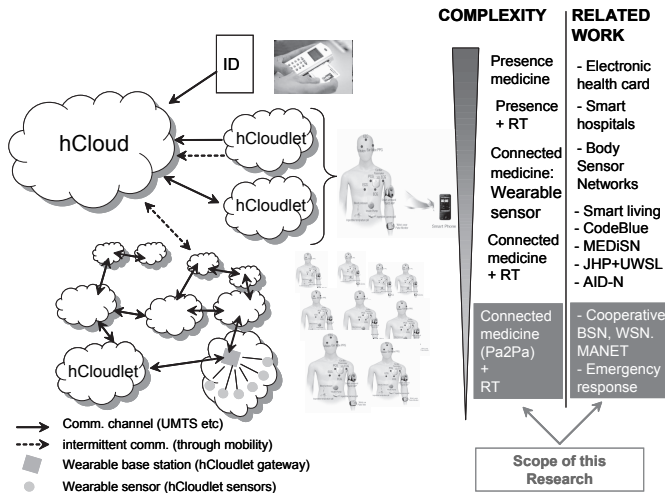 COMPLEXITY
RELATED
WORK
ID
hCloud
hCloudlet
hCloudlet
Smart Phone
hCloudlet
Presence
medicine
Presence
+ RT
Connected
medicine:
Wearable
sensor
Connected
medicine
+ RT
Connected
medicine
(Pa2Pa)
+
RT
- Electronic
health card
- Smart
hospitals
- Body
Sensor
Networks
- Smart living
- CodeBlue
- MEDiSN
- JHP+UWSL
- AID-N
- Cooperative
BSN, WSN.
MANET
- Emergency
response
Comm. channel (UMTS etc)
intermittent comm. (through mobility)
Wearable base station (hCloudlet gateway)
Wearable sensor (hCloudlet sensors)
Scope of this
Research